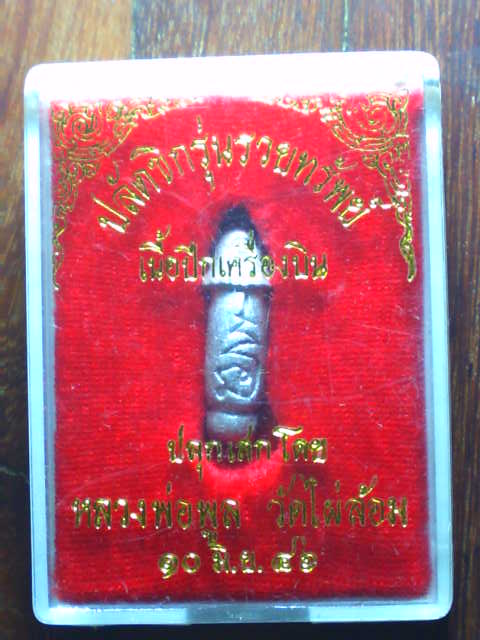 ปลัดขิกรุ่นรวยทรัพย์
เนื้อปีกเครื่องบิน
ปลุกเสกโดย
หลวงพ่อพูล วัดไผ่ล้อม
๑๐ มิ.ย. ๔๖